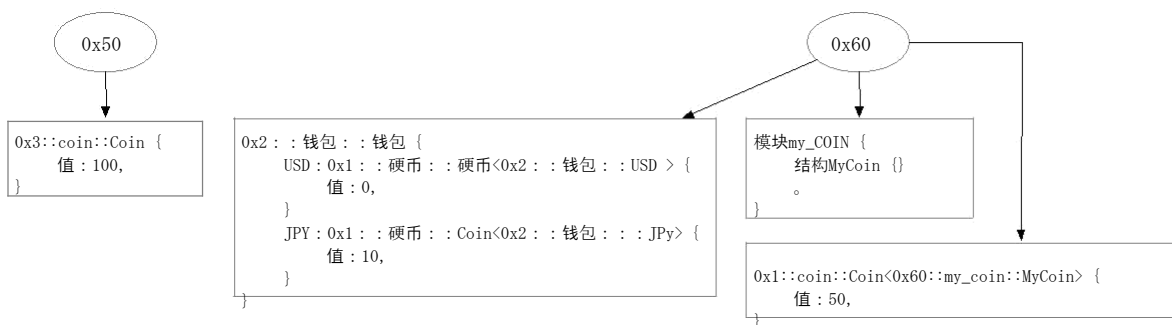 0x50
0x60
0x3::coin::Coin {
值：100,
}
0x2：：钱包：：钱包 {
USD：0x1：：硬币：：硬币<0x2：：钱包：：USD > {
值：0,
}
JPY：0x1：：硬币：：Coin<0x2：：钱包：：：JPy> {
值：10,
}
}
模块my_COIN {
结构MyCoin {}
。
}
0x1::coin::Coin<0x60::my_coin::MyCoin> {
值：50,
}